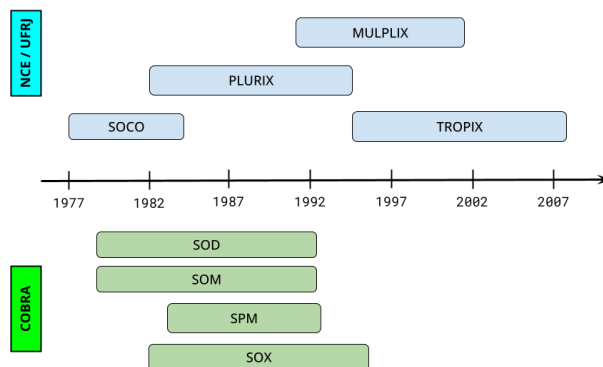 NCE / UFRJ
MULPLIX
PLURIX
SOCO
TROPIX
1977 1982 1987 1992 1997 2002 2007
COBRA
SOD
SOM
SPM
SOX